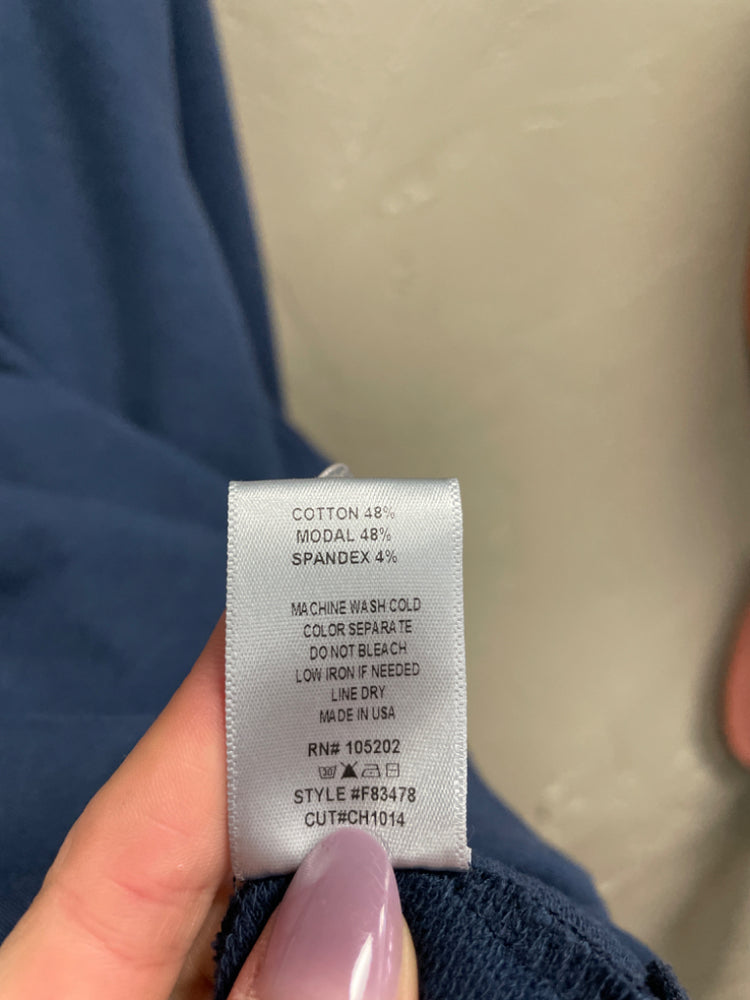 COTTON 48%
MODAL 48%
SPANDEX 4%
MACHINE WASH COLD
COLOR SEPARATE
DO NOT BLEACH
LOW IRON IF NEEDED
LINE DRY
MADE IN USA
RN# 105202
STYLE #F83478
CUT#CH1014